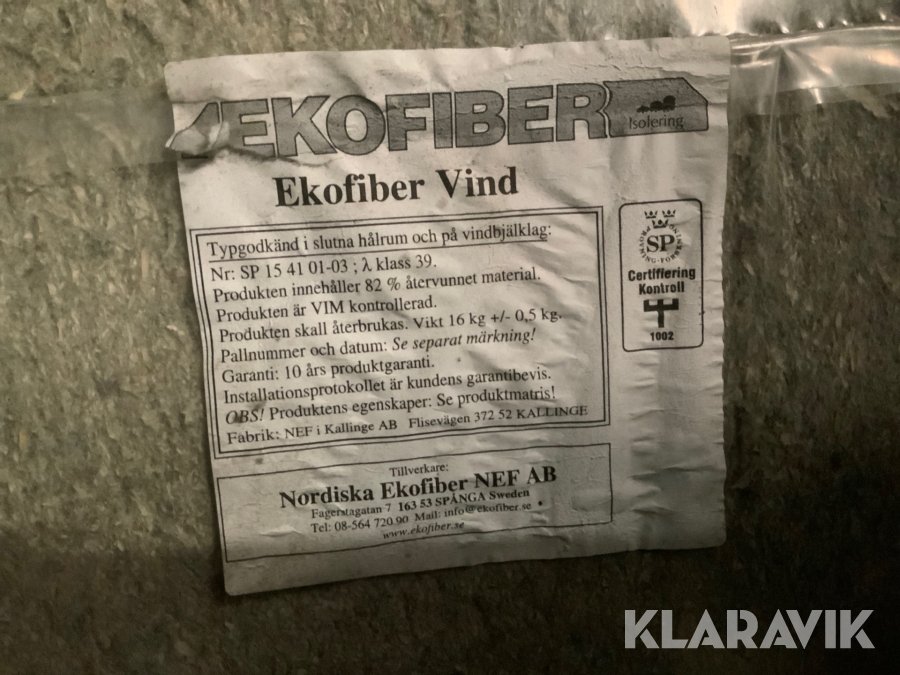 EKOFIBER
Isolering
Ekofiber Vind
Typgodkänd i slutna hålrum och på vindbjälklag:
Nr: SP 15 41 01-03 ; λ klass 39.
Produkten innehåller 82 % återvunnet material.
Produkten är VIM kontrollerad.
Produkten skall återbrukas. Vikt 16 kg +/- 0,5 kg.
Pallnummer och datum: Se separat märkning!
Garanti: 10 års produktgaranti.
Installationsprotokollet är kundens garantibevis.
OBS! Produktens egenskaper: Se produktmatris!
Fabrik: NEF i Kallinge AB Flisevägen 372 52 KALLINGE
SP
PROVNING · FORSKNING
Certifiering
Kontroll
1002
Tillverkare:
Nordiska Ekofiber NEF AB
Fagerstagatan 7 163 53 SPÅNGA Sweden
Tel: 08-564 720 90 Mail: info@ekofiber.se
www.ekofiber.se
KLARAVIK